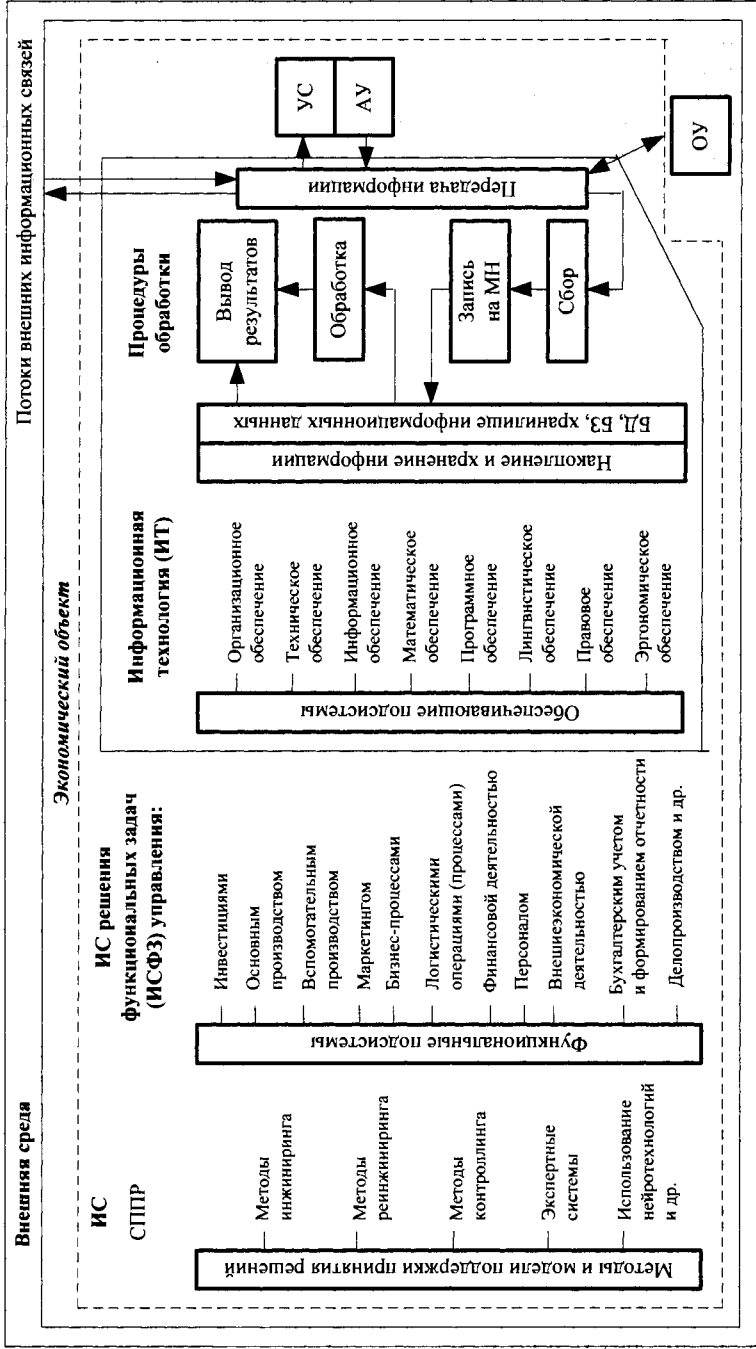 Внешняя среда
Потоки внешних информационных связей
Экономический объект
ИС
СППР
Методы и модели поддержки принятия решений
Методы
инжиниринга
Методы
реинжиниринга
Методы
контроллинга
Экспертные
системы
Использование
нейротехнологий
и др.
ИС решения
функциональных задач
(ИСФЗ) управления:
Функциональные подсистемы
Инвестициями
Основным
производством
Вспомогательным
производством
Маркетингом
Бизнес-процессами
Логистическими
операциями (процессами)
Финансовой деятельностью
Персоналом
Внешнеэкономической
деятельностью
Бухгалтерским учетом
и формированием отчетности
Делопроизводством и др.
Информационная
технология (ИТ)
Обеспечивающие подсистемы
Организационное
обеспечение
Техническое
обеспечение
Информационное
обеспечение
Математическое
обеспечение
Программное
обеспечение
Лингвистическое
обеспечение
Правовое
обеспечение
Эргономическое
обеспечение
Накопление и хранение информации
БД, БЗ, хранилище информационных данных
Процедуры
обработки
Вывод
результатов
Обработка
Запись
на МН
Сбор
Передача информации
УС
АУ
ОУ